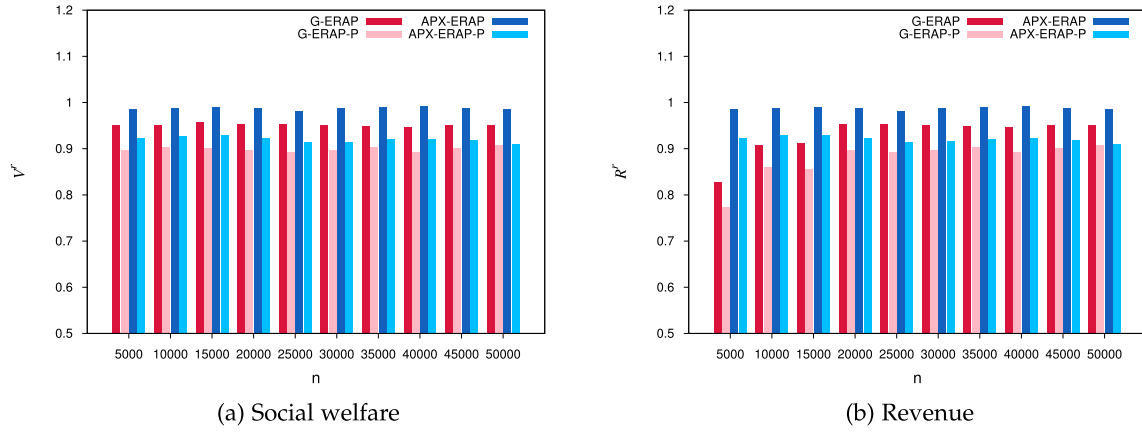 G-ERAP APX-ERAP
G-ERAP-P APX-ERAP-P
1.2
1.1
1
0.9
0.8
0.7
0.6
0.5
V^r
5000 10000 15000 20000 25000 30000 35000 40000 45000 50000
n
(a) Social welfare
G-ERAP APX-ERAP
G-ERAP-P APX-ERAP-P
1.2
1.1
1
0.9
0.8
0.7
0.6
0.5
R^r
5000 10000 15000 20000 25000 30000 35000 40000 45000 50000
n
(b) Revenue